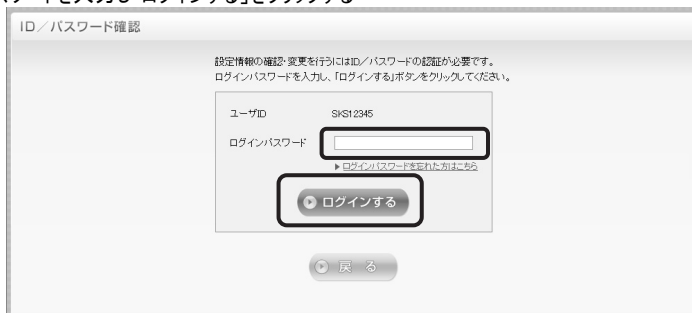 ードを入力し「ログインする」をクリックする
ID／パスワード確認
設定情報の確認・変更を行うにはID／パスワードの認証が必要です。
ログインパスワードを入力し、「ログインする」ボタンをクリックしてください。
ユーザID SKS12345
ログインパスワード
ログインパスワードを忘れた方はこちら
ログインする
戻る